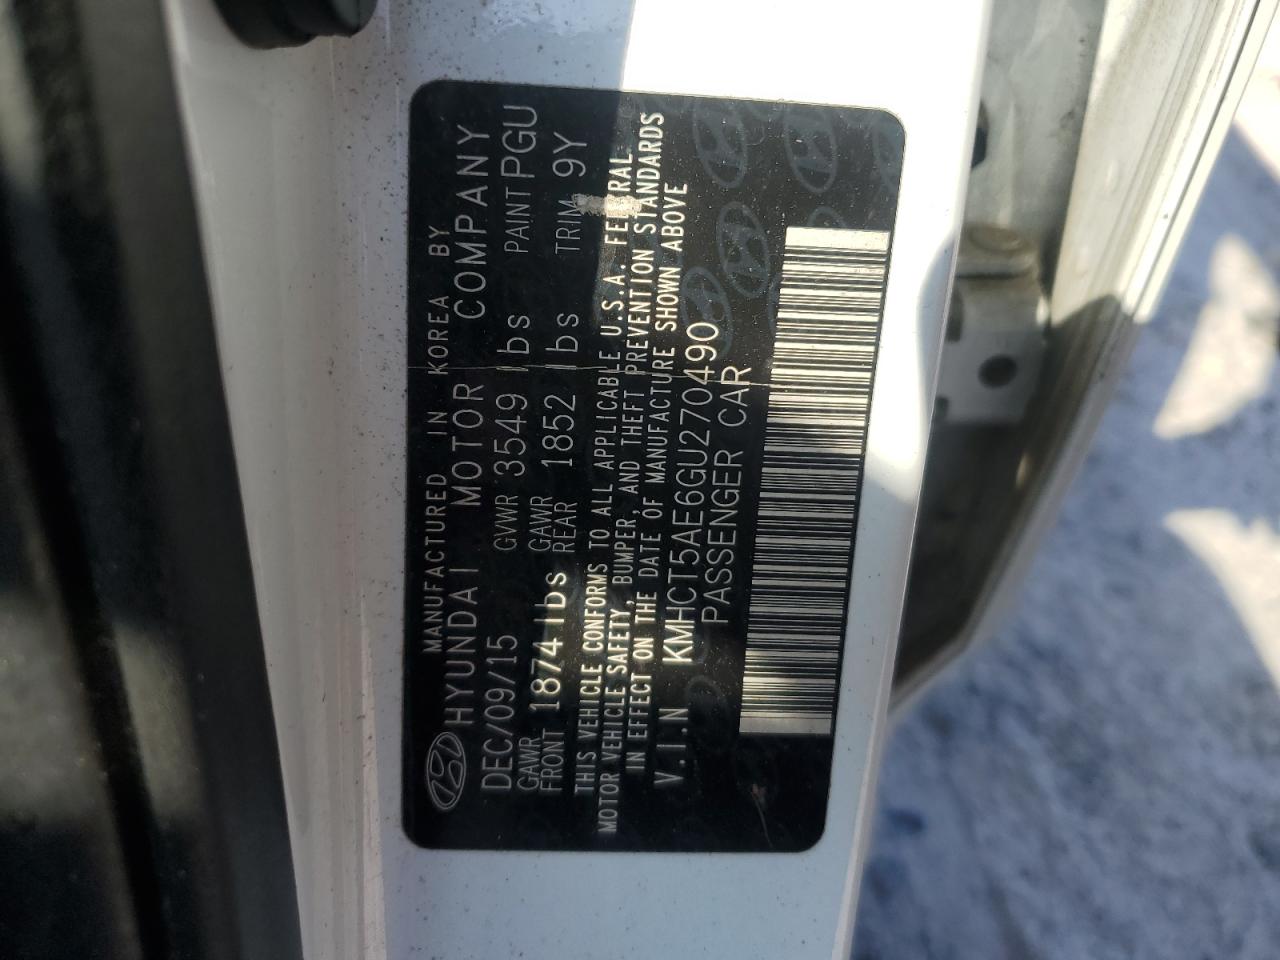 MANUFACTURED IN KOREA BY
HYUNDAI MOTOR COMPANY
DEC/09/15 GVWR 3549 lbs PAINT PGU
GAWR FRONT 1874 lbs GAWR REAR 1852 lbs TRIM 9Y
THIS VEHICLE CONFORMS TO ALL APPLICABLE U.S.A. FEDERAL
MOTOR VEHICLE SAFETY, BUMPER, AND THEFT PREVENTION STANDARDS
IN EFFECT ON THE DATE OF MANUFACTURE SHOWN ABOVE
V.I.N KMHCT5AE6GU270490
PASSENGER CAR